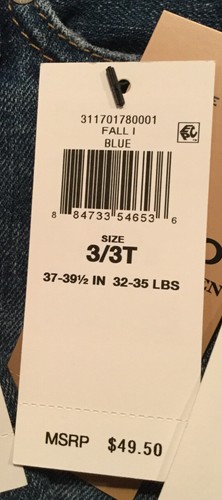 311701780001
FALL I
BLUE
8 84733 54653 6
SIZE
3/3T
37-39½ IN 32-35 LBS
MSRP $49.50